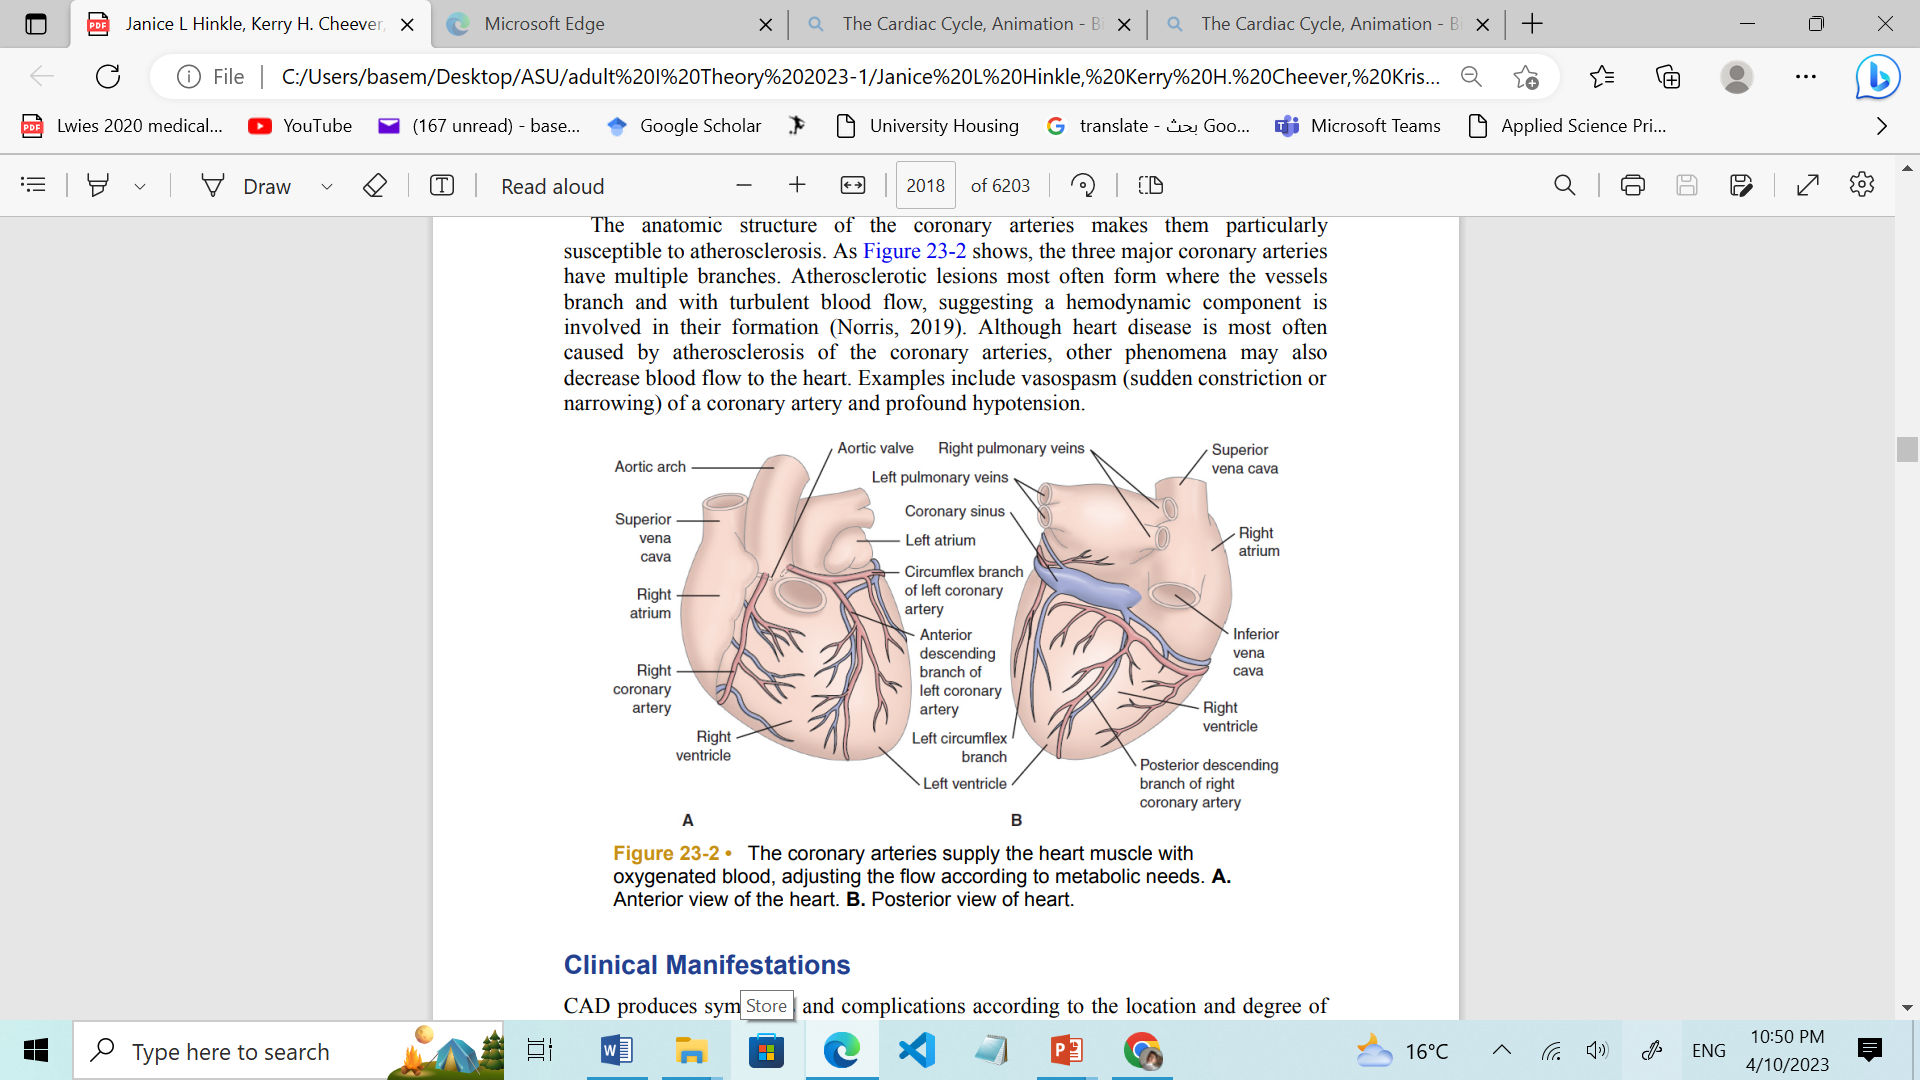 Janice L Hinkle, Kerry H. Cheever,
Microsoft Edge
The Cardiac Cycle, Animation - B
The Cardiac Cycle, Animation - B
File
C:/Users/basem/Desktop/ASU/adult%20I%20Theory%202023-1/Janice%20L%20Hinkle,%20Kerry%20H.%20Cheever,%20Kris...
PDF
Lwies 2020 medical...
YouTube
(167 unread) - base...
Google Scholar
University Housing
translate - بحث Goo...
Microsoft Teams
Applied Science Pri...
Draw
Read aloud
2018
of 6203
The anatomic structure of the coronary arteries makes them particularly
susceptible to atherosclerosis. As Figure 23-2 shows, the three major coronary arteries
have multiple branches. Atherosclerotic lesions most often form where the vessels
branch and with turbulent blood flow, suggesting a hemodynamic component is
involved in their formation (Norris, 2019). Although heart disease is most often
caused by atherosclerosis of the coronary arteries, other phenomena may also
decrease blood flow to the heart. Examples include vasospasm (sudden constriction or
narrowing) of a coronary artery and profound hypotension.
Aortic arch
Superior
vena
cava
Right
atrium
Right
coronary
artery
Right
ventricle
Aortic valve
Right pulmonary veins
Left pulmonary veins
Coronary sinus
Left atrium
Circumflex branch
of left coronary
artery
Anterior
descending
branch of
left coronary
artery
Left circumflex
branch
Left ventricle
Superior
vena cava
Right
atrium
Inferior
vena
cava
Right
ventricle
Posterior descending
branch of right
coronary artery
A
B
Figure 23-2 • The coronary arteries supply the heart muscle with
oxygenated blood, adjusting the flow according to metabolic needs. A.
Anterior view of the heart. B. Posterior view of heart.
Clinical Manifestations
CAD produces sym and complications according to the location and degree of
Store
Type here to search
16°C
ENG
10:50 PM
4/10/2023